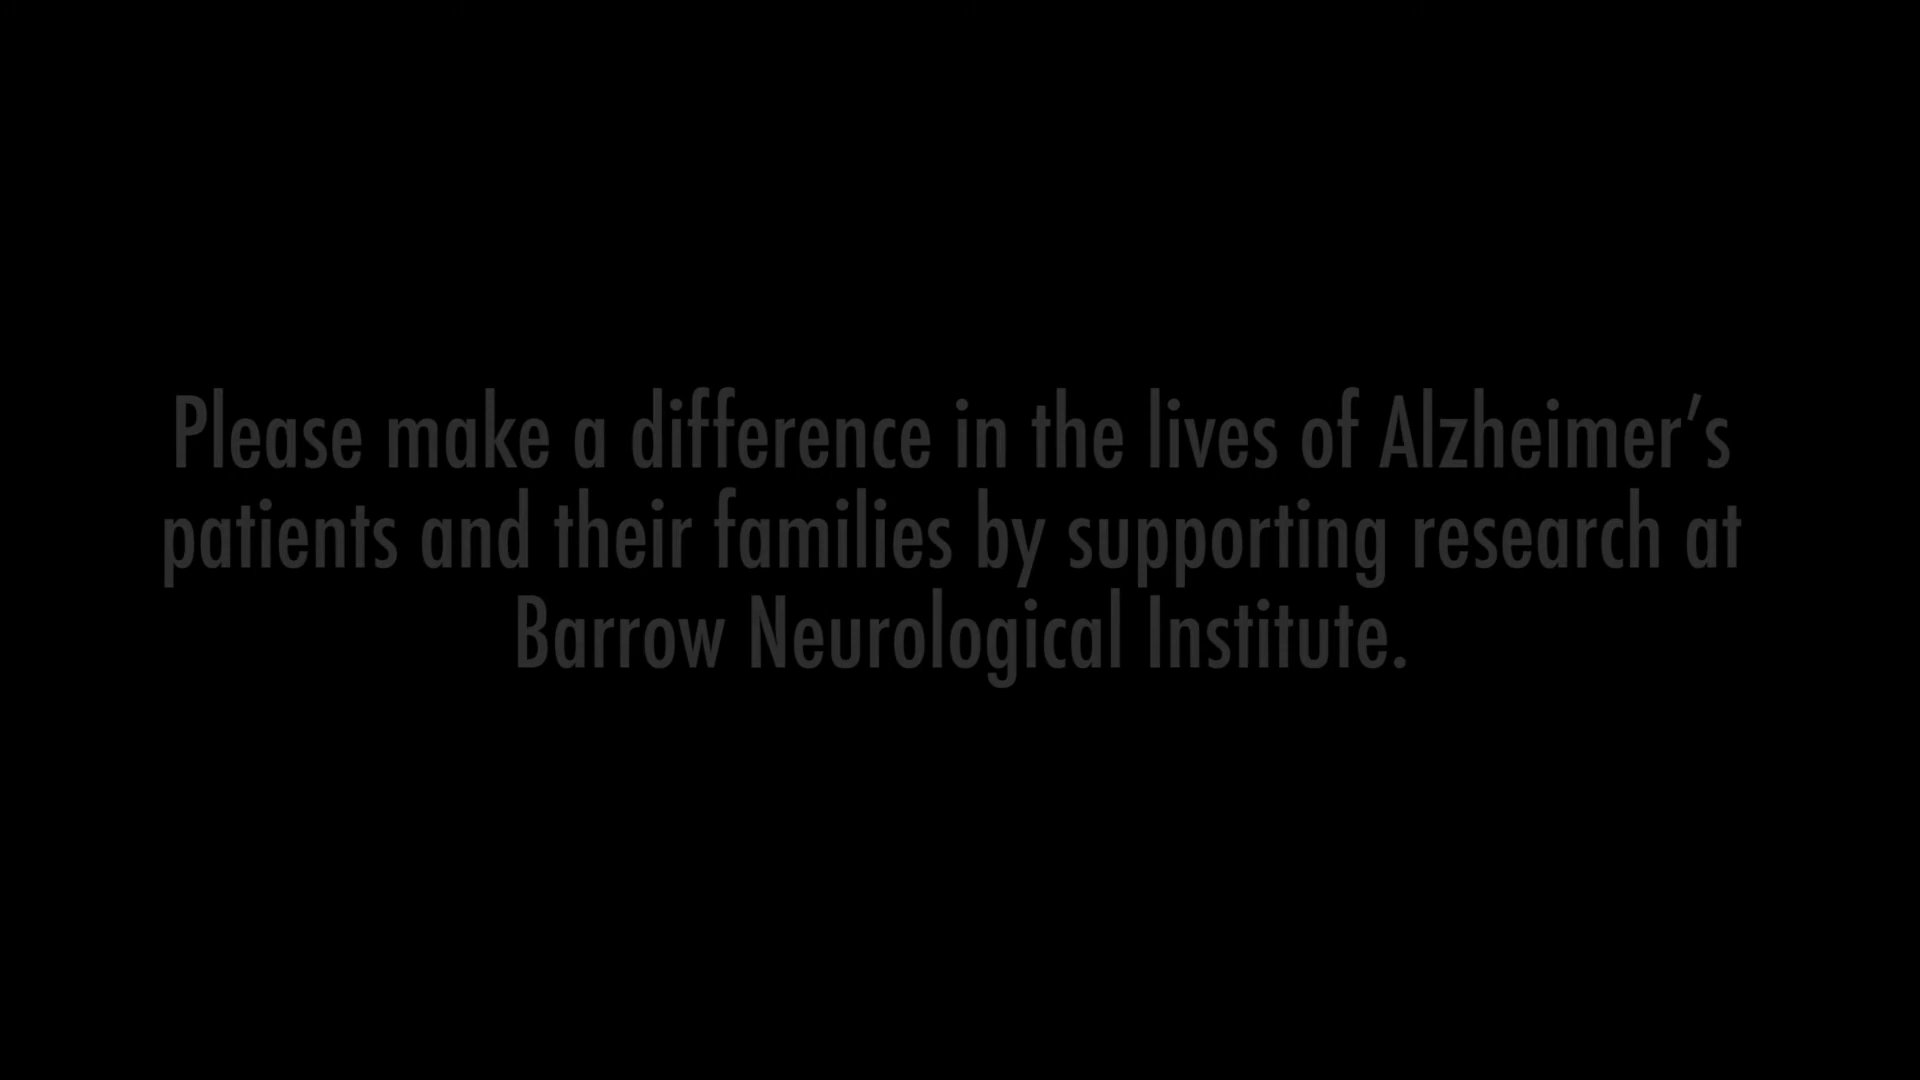 Please make a difference in the lives of Alzheimer’s
patients and their families by supporting research at
Barrow Neurological Institute.